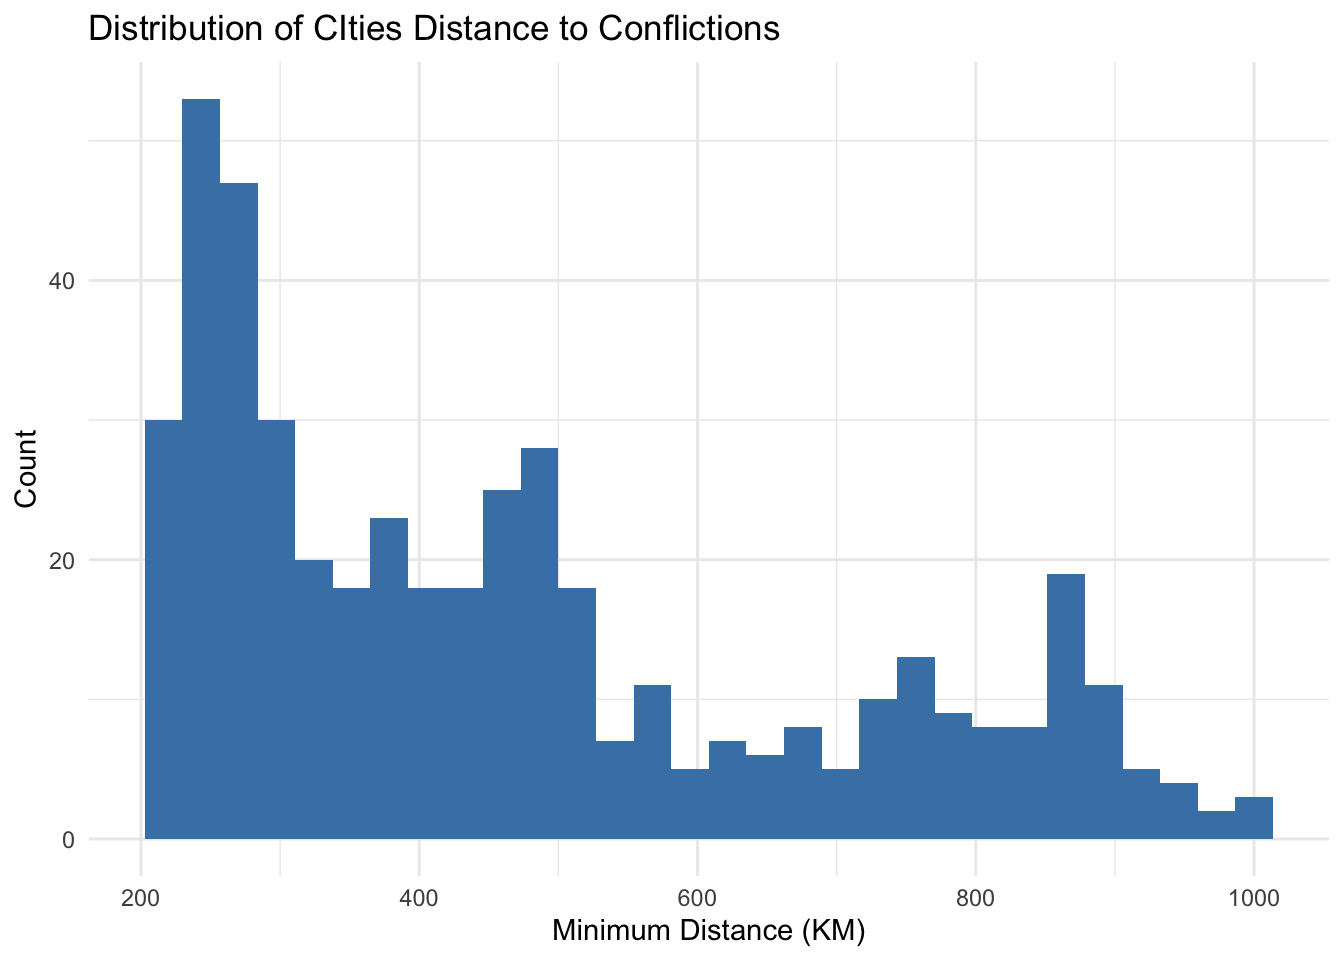 Distribution of CIties Distance to Conflictions
Count
40
20
0
200 400 600 800 1000
Minimum Distance (KM)